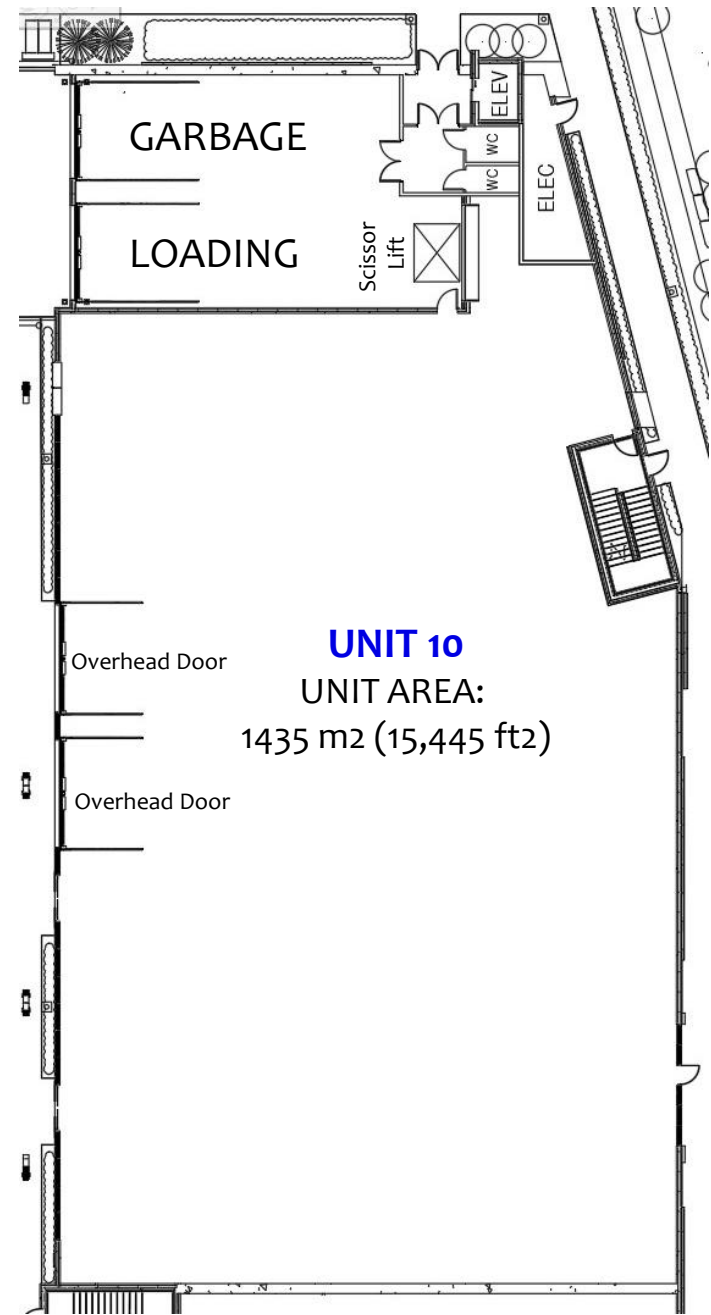 GARBAGE
ELEV
WC
WC
ELEC
LOADING
Scissor
Lift
UNIT 10
Overhead Door
UNIT AREA:
1435 m2 (15,445 ft2)
Overhead Door